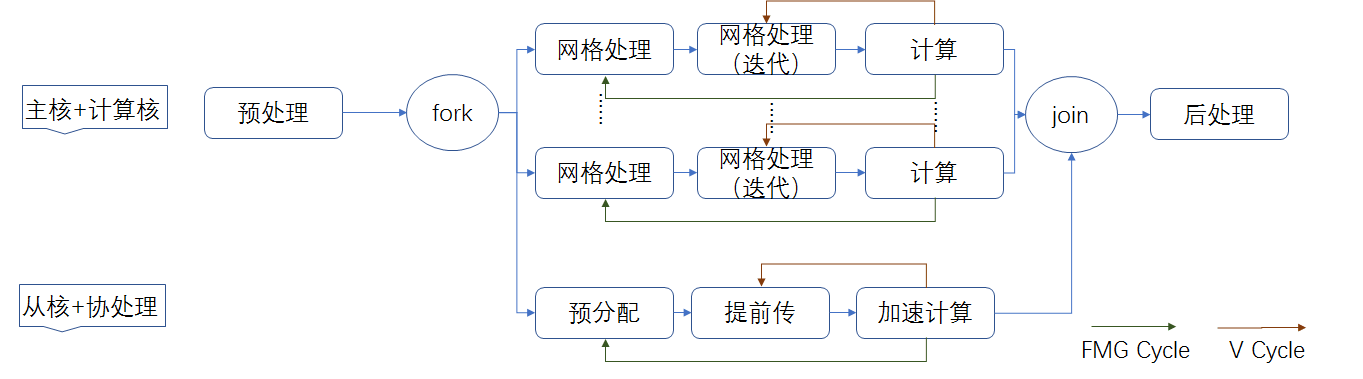 主核+计算核
预处理
fork
网格处理
网格处理
（迭代）
计算
网格处理
网格处理
（迭代）
计算
join
后处理
从核+协处理
预分配
提前传
加速计算
FMG Cycle
V Cycle